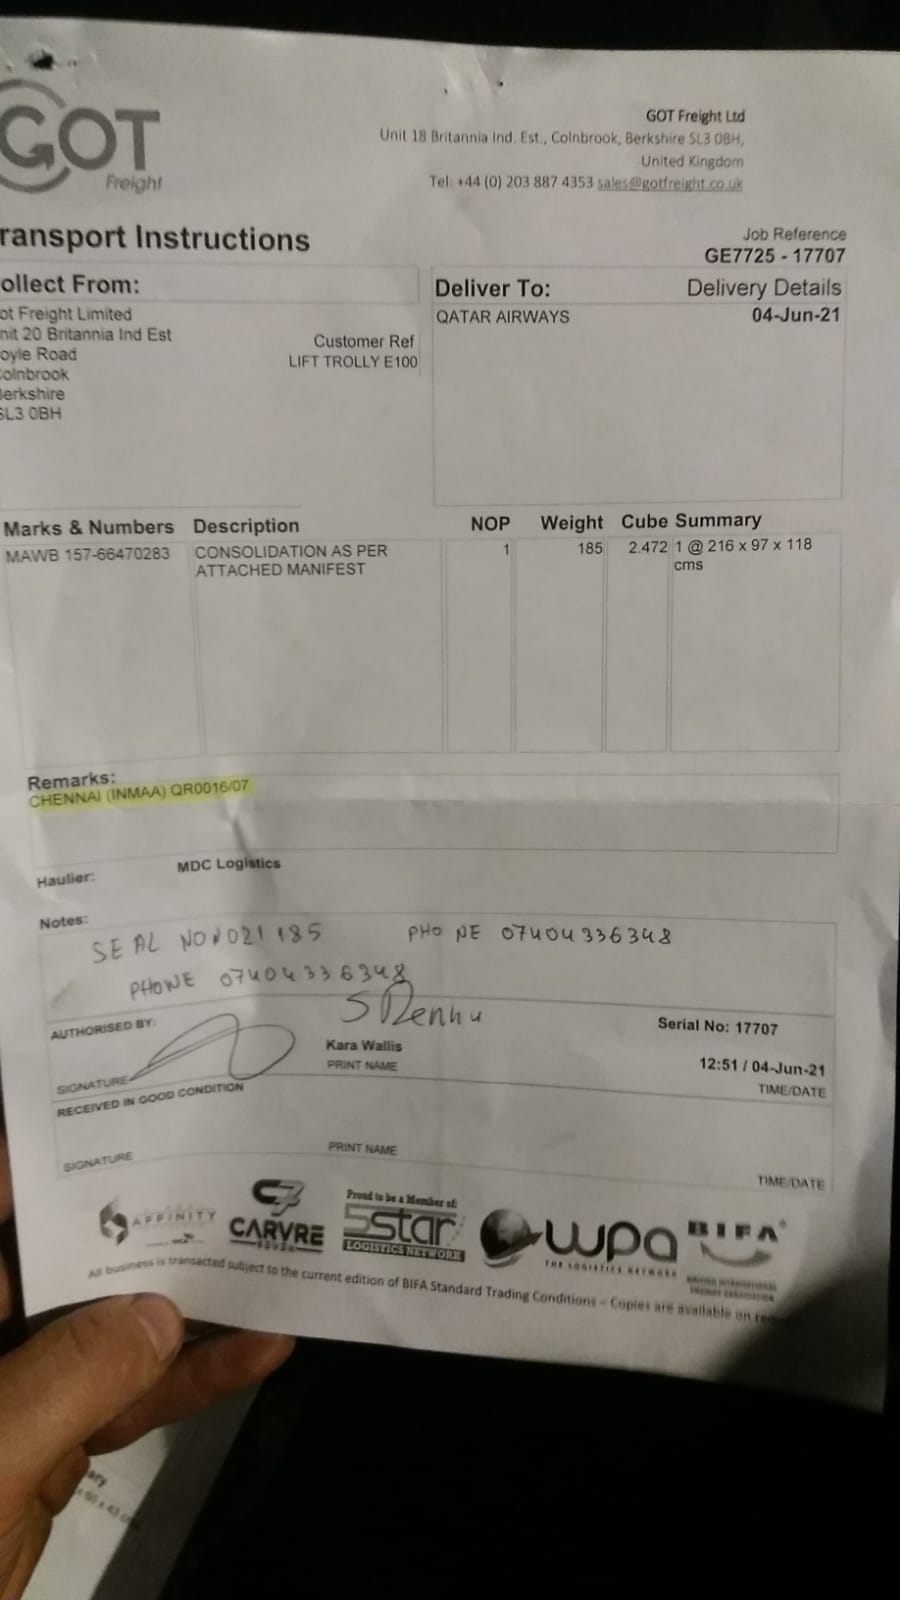 GOT
Freight
GOT Freight Ltd
Unit 18 Britannia Ind. Est., Colnbrook, Berkshire SL3 0BH,
United Kingdom
Tel: +44 (0) 203 887 4353 sales@gotfreight.co.uk
ransport Instructions
Job Reference
GE7725 - 17707
ollect From:
ot Freight Limited
nit 20 Britannia Ind Est
oyle Road
olnbrook
erkshire
SL3 0BH
Customer Ref
LIFT TROLLY E100
Deliver To:
Delivery Details
QATAR AIRWAYS
04-Jun-21
Marks & Numbers Description NOP Weight Cube Summary
MAWB 157-66470283 CONSOLIDATION AS PER 1 185 2.472 1 @ 216 x 97 x 118
ATTACHED MANIFEST cms
Remarks:
CHENNAI (INMAA) QR0016/07
Haulier: MDC Logistics
Notes:
SEAL NO 021185 PHONE 07404336348
PHONE 07404336348
AUTHORISED BY:
Serial No: 17707
Kara Wallis
12:51 / 04-Jun-21
SIGNATURE PRINT NAME TIME/DATE
RECEIVED IN GOOD CONDITION
SIGNATURE PRINT NAME TIME/DATE
AFFINITY
CARVRE
Proud to be a Member of:
5star
LOGISTICS NETWORK
wpa
THE LOGISTICS NETWORK
BIFA
BRITISH INTERNATIONAL
FREIGHT ASSOCIATION
All business is transacted subject to the current edition of BIFA Standard Trading Conditions – Copies are available on req